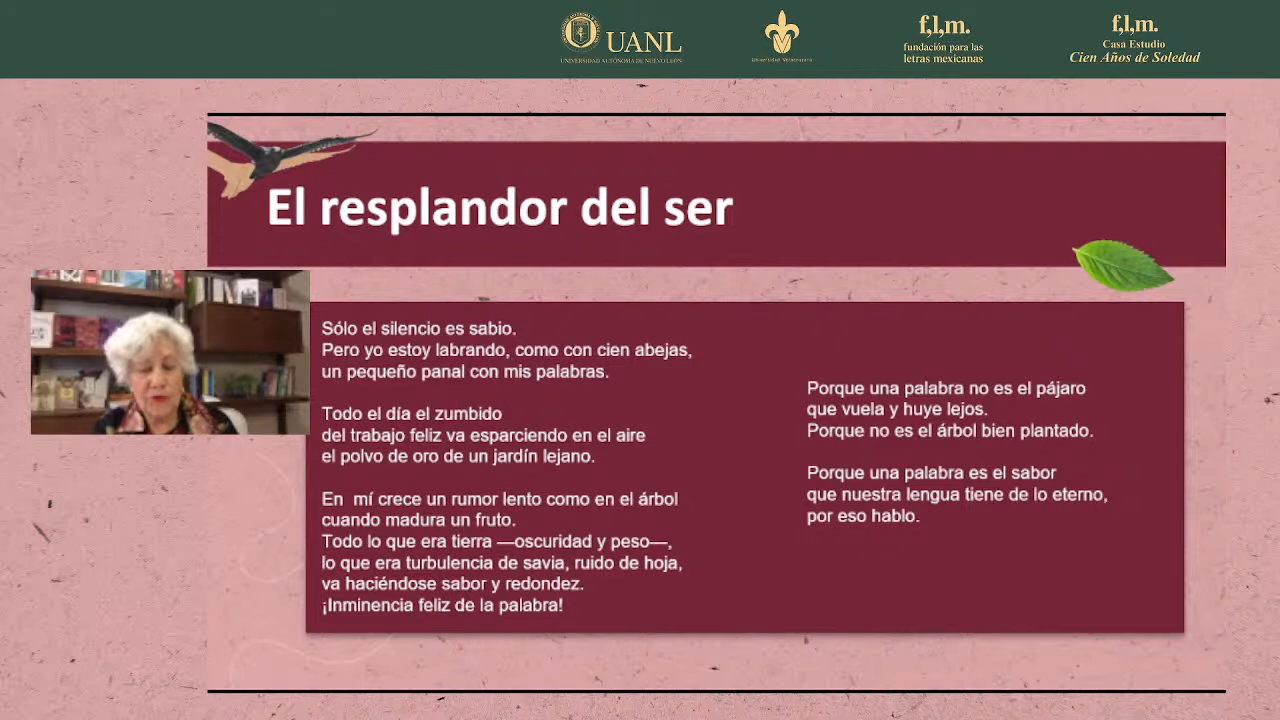 UANL
UNIVERSIDAD AUTÓNOMA DE NUEVO LEÓN
Universidad Veracruzana
f,l,m.
fundación para las
letras mexicanas
f,l,m.
Casa Estudio
Cien Años de Soledad
El resplandor del ser
Sólo el silencio es sabio.
Pero yo estoy labrando, como con cien abejas,
un pequeño panal con mis palabras.
Todo el día el zumbido
del trabajo feliz va esparciendo en el aire
el polvo de oro de un jardín lejano.
En mí crece un rumor lento como en el árbol
cuando madura un fruto.
Todo lo que era tierra —oscuridad y peso—,
lo que era turbulencia de savia, ruido de hoja,
va haciéndose sabor y redondez.
¡Inminencia feliz de la palabra!
Porque una palabra no es el pájaro
que vuela y huye lejos.
Porque no es el árbol bien plantado.
Porque una palabra es el sabor
que nuestra lengua tiene de lo eterno,
por eso hablo.